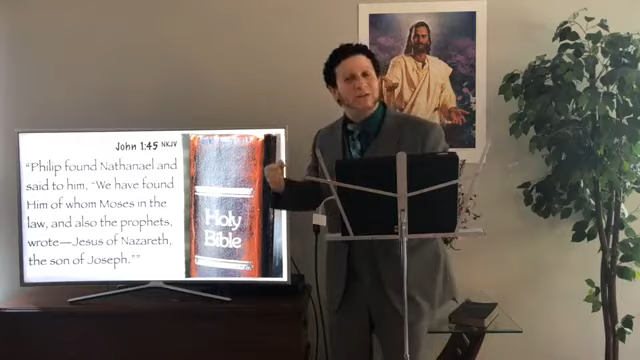 John 1:45 NKJV
“Philip found Nathanael and
said to him, “We have found
Him of whom Moses in the
law, and also the prophets,
wrote—Jesus of Nazareth,
the son of Joseph.””
Holy
Bible